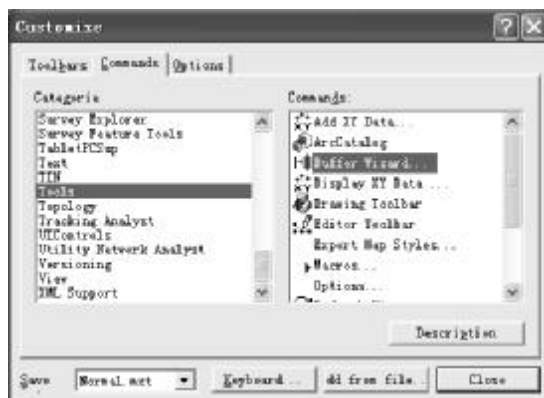 Customize
Toolbars Commands Options
Categorie
Commands:
Survey Explorer
Survey Feature Tools
TabletPCSup
Text
TIN
Tools
Topology
Tracking Analyst
UIControls
Utility Network Analyst
Versioning
View
XML Support
Add XY Data...
ArcCatalog
Buffer Wizard...
Display XY Data ...
Drawing Toolbar
Editor Toolbar
Export Map Styles...
Macros...
Options...
Description
Save
Normal.mxt
Keyboard...
dd from file..
Close